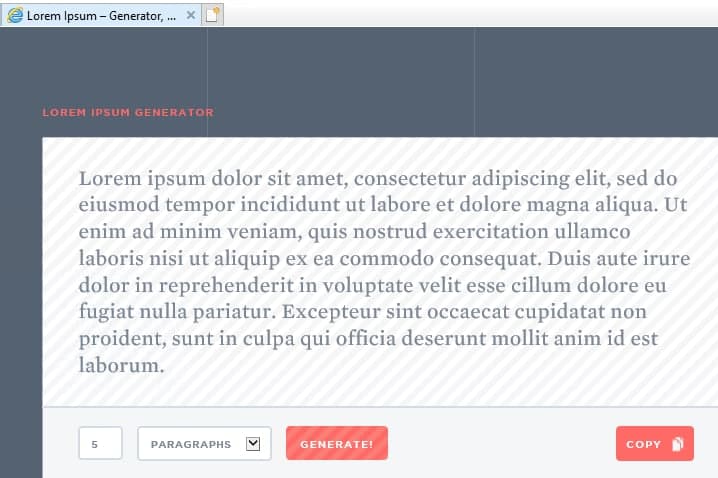 Lorem Ipsum – Generator, ...
LOREM IPSUM GENERATOR
Lorem ipsum dolor sit amet, consectetur adipiscing elit, sed do
eiusmod tempor incididunt ut labore et dolore magna aliqua. Ut
enim ad minim veniam, quis nostrud exercitation ullamco
laboris nisi ut aliquip ex ea commodo consequat. Duis aute irure
dolor in reprehenderit in voluptate velit esse cillum dolore eu
fugiat nulla pariatur. Excepteur sint occaecat cupidatat non
proident, sunt in culpa qui officia deserunt mollit anim id est
laborum.
5 PARAGRAPHS GENERATE! COPY